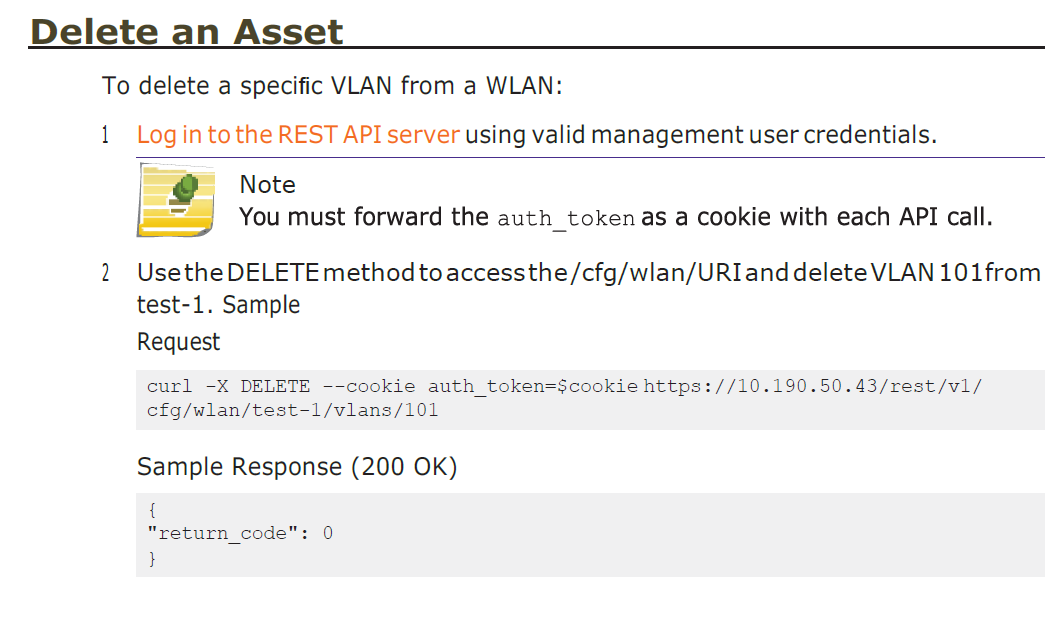 Delete an Asset
To delete a specific VLAN from a WLAN:
1 Log in to the REST API server using valid management user credentials.
Note
You must forward the auth_token as a cookie with each API call.
2 Use the DELETE method to access the /cfg/wlan/ URI and delete VLAN 101 from
test-1. Sample
Request
curl -X DELETE --cookie auth_token=$cookie https://10.190.50.43/rest/v1/
cfg/wlan/test-1/vlans/101
Sample Response (200 OK)
{
"return_code": 0
}